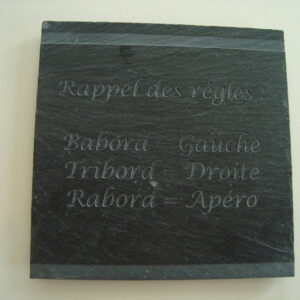 Rappel des règles :
Babord = Gauche
Tribord = Droite
Rabord = Apéro